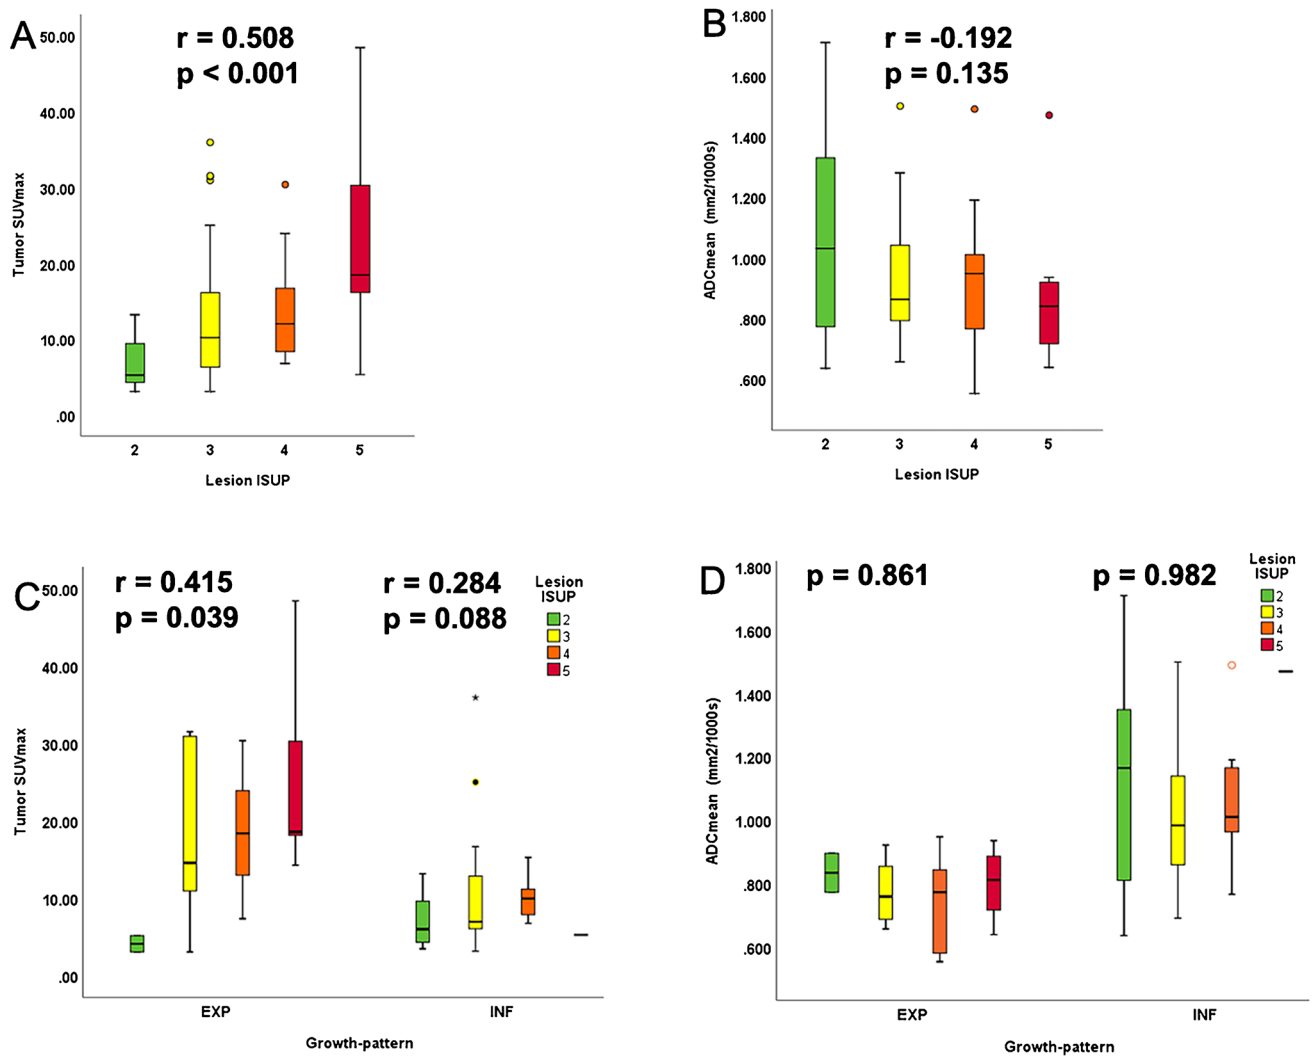 A
r = 0.508
p < 0.001
Tumor SUVmax
50.00
40.00
30.00
20.00
10.00
.00
2 3 4 5
Lesion ISUP
B
r = -0.192
p = 0.135
ADCmean (mm2/1000s)
1.800
1.600
1.400
1.200
1.000
.800
.600
2 3 4 5
Lesion ISUP
C
r = 0.415
p = 0.039
r = 0.284
p = 0.088
Lesion
ISUP
2
3
4
5
Tumor SUVmax
50.00
40.00
30.00
20.00
10.00
.00
EXP INF
Growth-pattern
D
p = 0.861
p = 0.982
Lesion
ISUP
2
3
4
5
ADCmean (mm2/1000s)
1.800
1.600
1.400
1.200
1.000
.800
.600
EXP INF
Growth-pattern